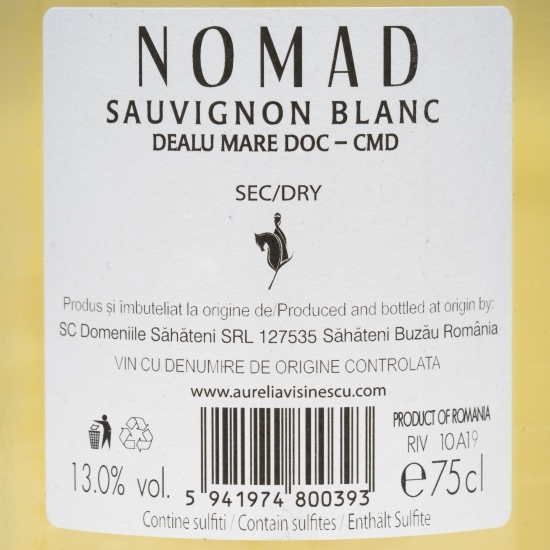 NOMAD
SAUVIGNON BLANC
DEALU MARE DOC – CMD
SEC/DRY
Produs și îmbuteliat la origine de/Produced and bottled at origin by:
SC Domeniile Săhăteni SRL 127535 Săhăteni Buzău România
VIN CU DENUMIRE DE ORIGINE CONTROLATA
www.aureliavisinescu.com
PRODUCT OF ROMANIA
RIV 10A19
13.0% vol.
5 941974 800393
e75cl
Contine sulfiti / Contain sulfites / Enthält Sulfite